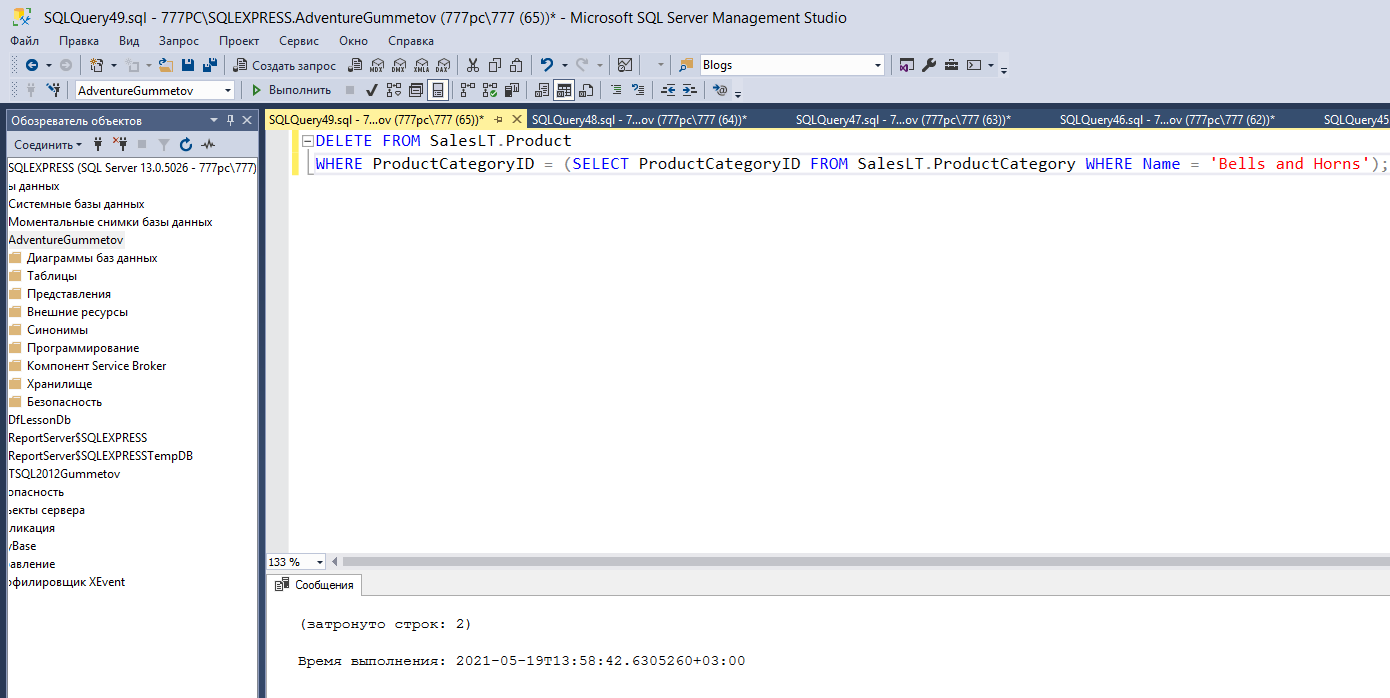 SQLQuery49.sql - 777PC\SQLEXPRESS.AdventureGummetov (777pc\777 (65))* - Microsoft SQL Server Management Studio
Файл Правка Вид Запрос Проект Сервис Окно Справка
Создать запрос MDX DMX XMLA DAX Blogs
AdventureGummetov Выполнить
Обозреватель объектов
SQLQuery49.sql - 7...ov (777pc\777 (65))* SQLQuery48.sql - 7...ov (777pc\777 (64))* SQLQuery47.sql - 7...ov (777pc\777 (63))* SQLQuery46.sql - 7...ov (777pc\777 (62))* SQLQuery45
Соединить
SQLEXPRESS (SQL Server 13.0.5026 - 777pc\777)
ы данных
Системные базы данных
Моментальные снимки базы данных
AdventureGummetov
Диаграммы баз данных
Таблицы
Представления
Внешние ресурсы
Синонимы
Программирование
Компонент Service Broker
Хранилище
Безопасность
DfLessonDb
ReportServer$SQLEXPRESS
ReportServer$SQLEXPRESSTempDB
TSQL2012Gummetov
опасность
ъекты сервера
ликация
yBase
авление
офилировщик XEvent
DELETE FROM SalesLT.Product
WHERE ProductCategoryID = (SELECT ProductCategoryID FROM SalesLT.ProductCategory WHERE Name = 'Bells and Horns');
133 %
Сообщения
(затронуто строк: 2)
Время выполнения: 2021-05-19T13:58:42.6305260+03:00